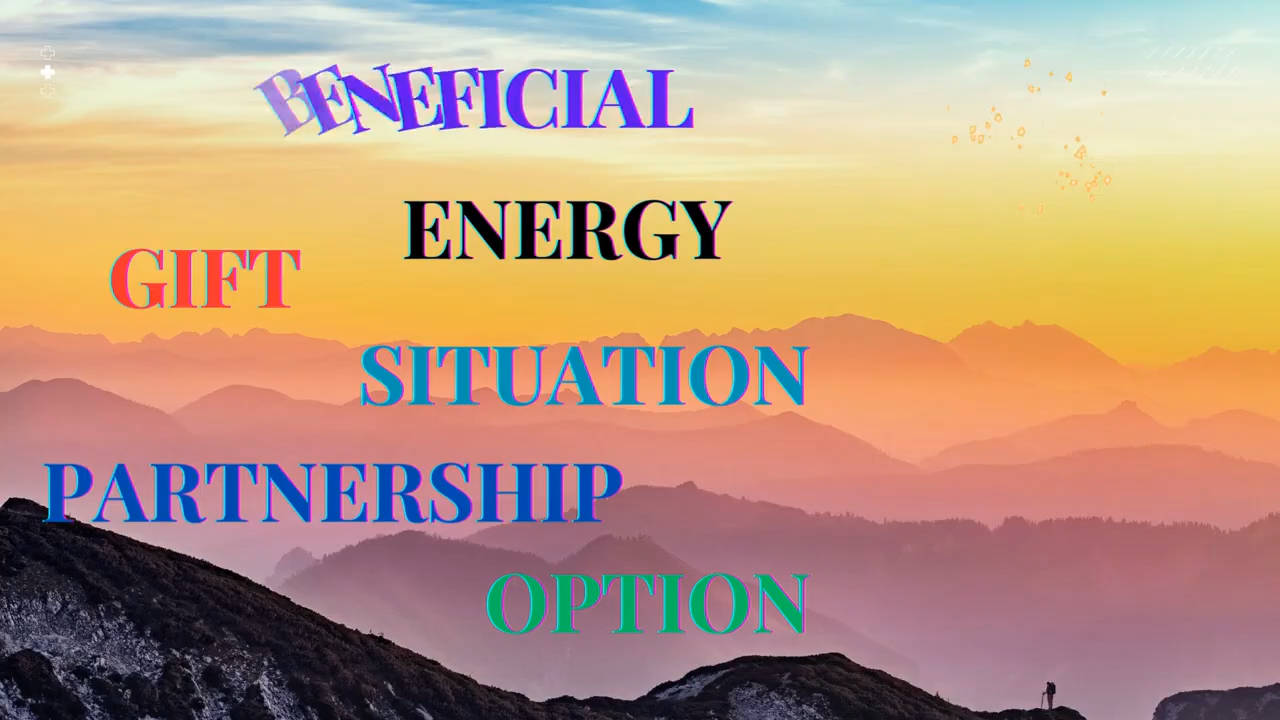 BENEFICIAL
ENERGY
GIFT
SITUATION
PARTNERSHIP
OPTION